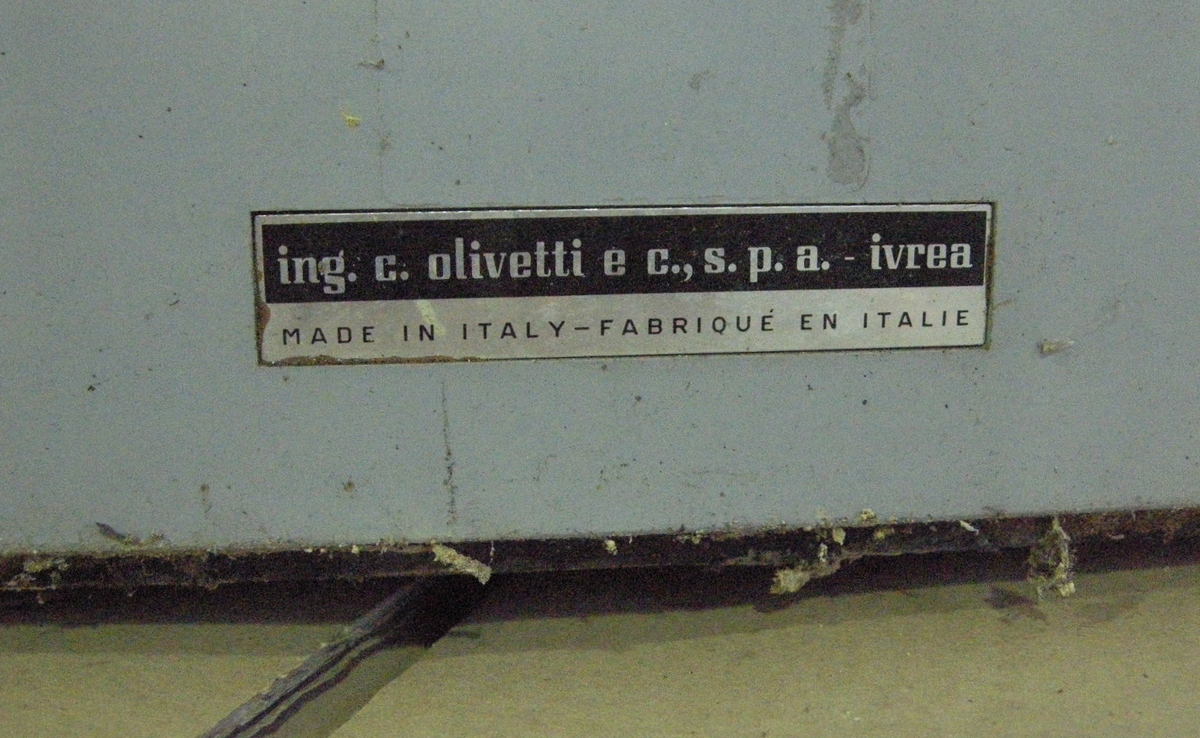 ing. c. olivetti e c., s. p. a. - ivrea
MADE IN ITALY-FABRIQUÉ EN ITALIE